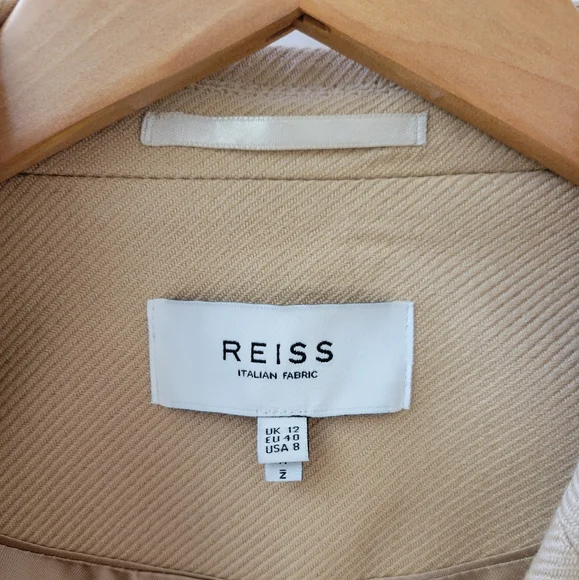 REISS
ITALIAN FABRIC
UK 12
EU 40
USA 8